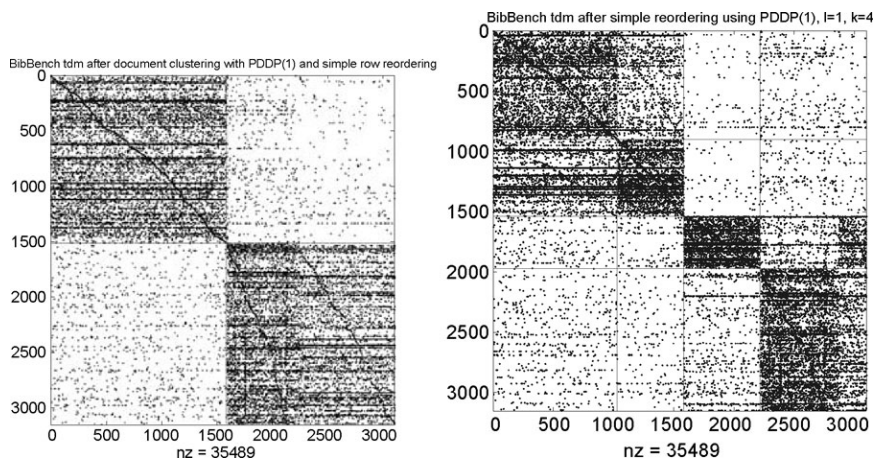 BibBench tdm after document clustering with PDDP(1) and simple row reordering
0
500
1000
1500
2000
2500
3000
0 500 1000 1500 2000 2500 3000
nz = 35489
BibBench tdm after simple reordering using PDDP(1), l=1, k=4
0
500
1000
1500
2000
2500
3000
0 500 1000 1500 2000 2500 3000
nz = 35489